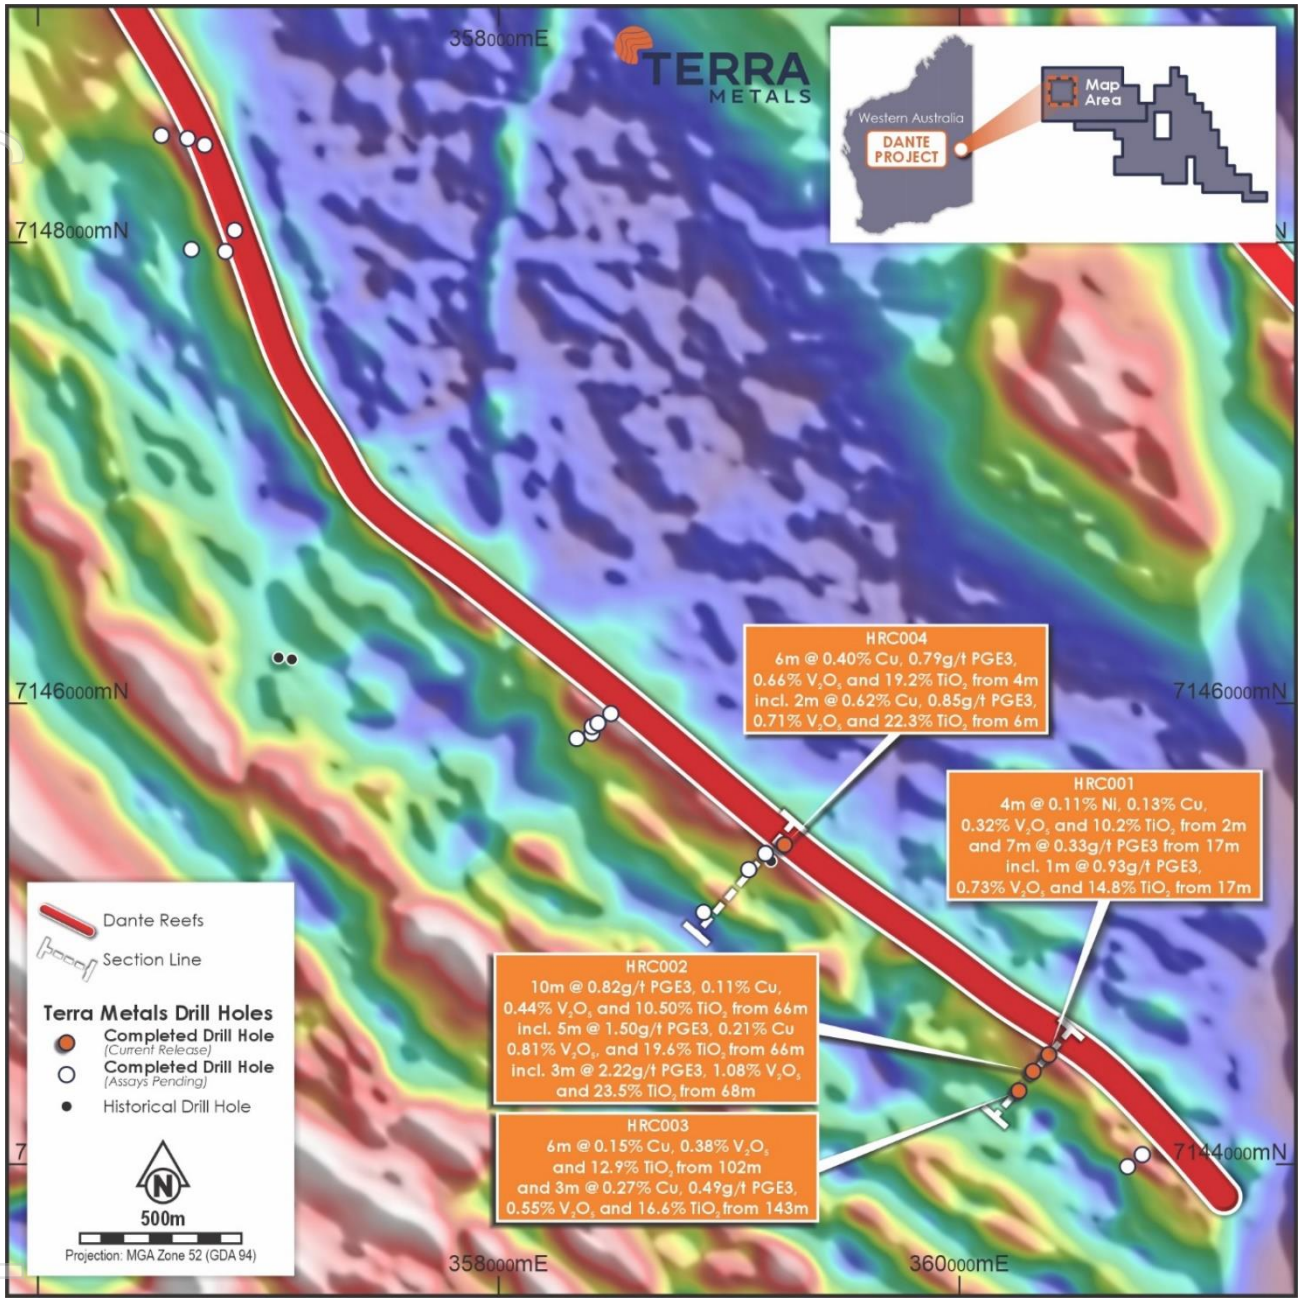 358000mE
TERRA
METALS
Western Australia
DANTE
PROJECT
Map
Area
7148000mN
N
7146000mN
7146000mN
HRC004
6m @ 0.40% Cu, 0.79g/t PGE3,
0.66% V₂O₅ and 19.2% TiO₂ from 4m
incl. 2m @ 0.62% Cu, 0.85g/t PGE3,
0.71% V₂O₅ and 22.3% TiO₂ from 6m
HRC001
4m @ 0.11% Ni, 0.13% Cu,
0.32% V₂O₅ and 10.2% TiO₂ from 2m
and 7m @ 0.33g/t PGE3 from 17m
incl. 1m @ 0.93g/t PGE3,
0.73% V₂O₅ and 14.8% TiO₂ from 17m
HRC002
10m @ 0.82g/t PGE3, 0.11% Cu,
0.44% V₂O₅ and 10.50% TiO₂ from 66m
incl. 5m @ 1.50g/t PGE3, 0.21% Cu
0.81% V₂O₅, and 19.6% TiO₂ from 66m
incl. 3m @ 2.22g/t PGE3, 1.08% V₂O₅
and 23.5% TiO₂ from 68m
HRC003
6m @ 0.15% Cu, 0.38% V₂O₅
and 12.9% TiO₂ from 102m
and 3m @ 0.27% Cu, 0.49g/t PGE3,
0.55% V₂O₅ and 16.6% TiO₂ from 143m
Dante Reefs
Section Line
Terra Metals Drill Holes
Completed Drill Hole
(Current Release)
Completed Drill Hole
(Assays Pending)
Historical Drill Hole
N
500m
Projection: MGA Zone 52 (GDA 94)
7
7144000mN
358000mE
360000mE